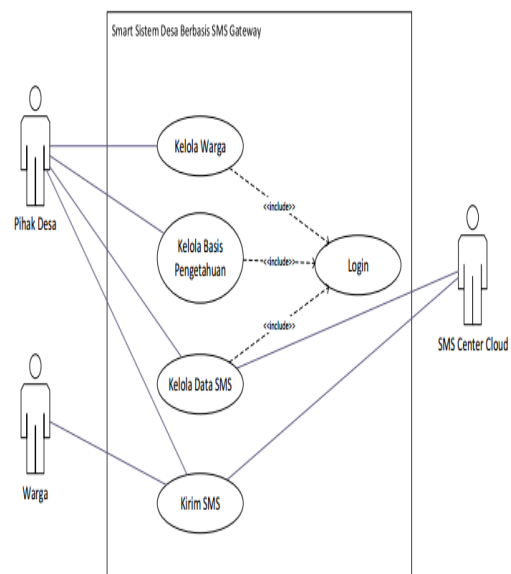 Smart Sistem Desa Berbasis SMS Gateway
Kelola Warga
Pihak Desa
<<include>>
Kelola Basis
Pengetahuan
<<include>>
Login
<<include>>
SMS Center Cloud
Kelola Data SMS
Warga
Kirim SMS